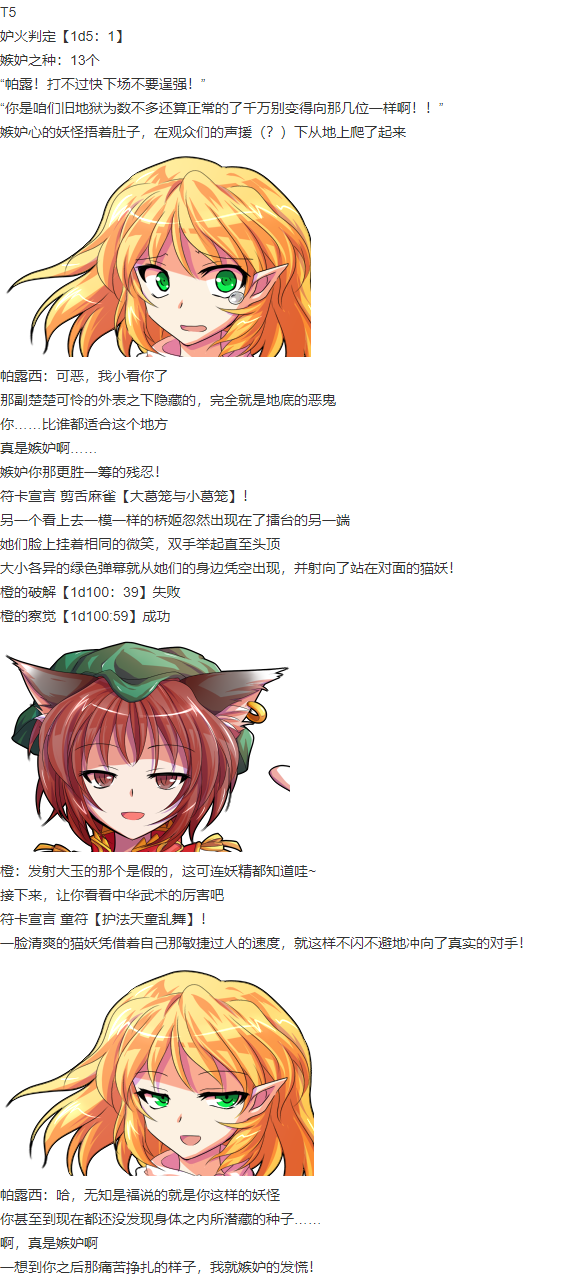 T5
妒火判定【1d5：1】
嫉妒之种：13个
“帕露！打不过快下场不要逞强！”
“你是咱们旧地狱为数不多还算正常的了千万别变得向那几位一样啊！！”
嫉妒心的妖怪捂着肚子，在观众们的声援（？）下从地上爬了起来
帕露西：可恶，我小看你了
那副楚楚可怜的外表之下隐藏的，完全就是地底的恶鬼
你……比谁都适合这个地方
真是嫉妒啊……
嫉妒你那更胜一筹的残忍！
符卡宣言 剪舌麻雀【大葛笼与小葛笼】！
另一个看上去一模一样的桥姬忽然出现在了擂台的另一端
她们脸上挂着相同的微笑，双手举起直至头顶
大小各异的绿色弹幕就从她们的身边凭空出现，并射向了站在对面的猫妖！
橙的破解【1d100：39】失败
橙的察觉【1d100:59】成功
橙：发射大玉的那个是假的，这可连妖精都知道哇~
接下来，让你看看中华武术的厉害吧
符卡宣言 童符【护法天童乱舞】！
一脸清爽的猫妖凭借着自己那敏捷过人的速度，就这样不闪不避地冲向了真实的对手！
帕露西：哈，无知是福说的就是你这样的妖怪
你甚至到现在都还没发现身体之内所潜藏的种子……
啊，真是嫉妒啊
一想到你之后那痛苦挣扎的样子，我就嫉妒的发慌！